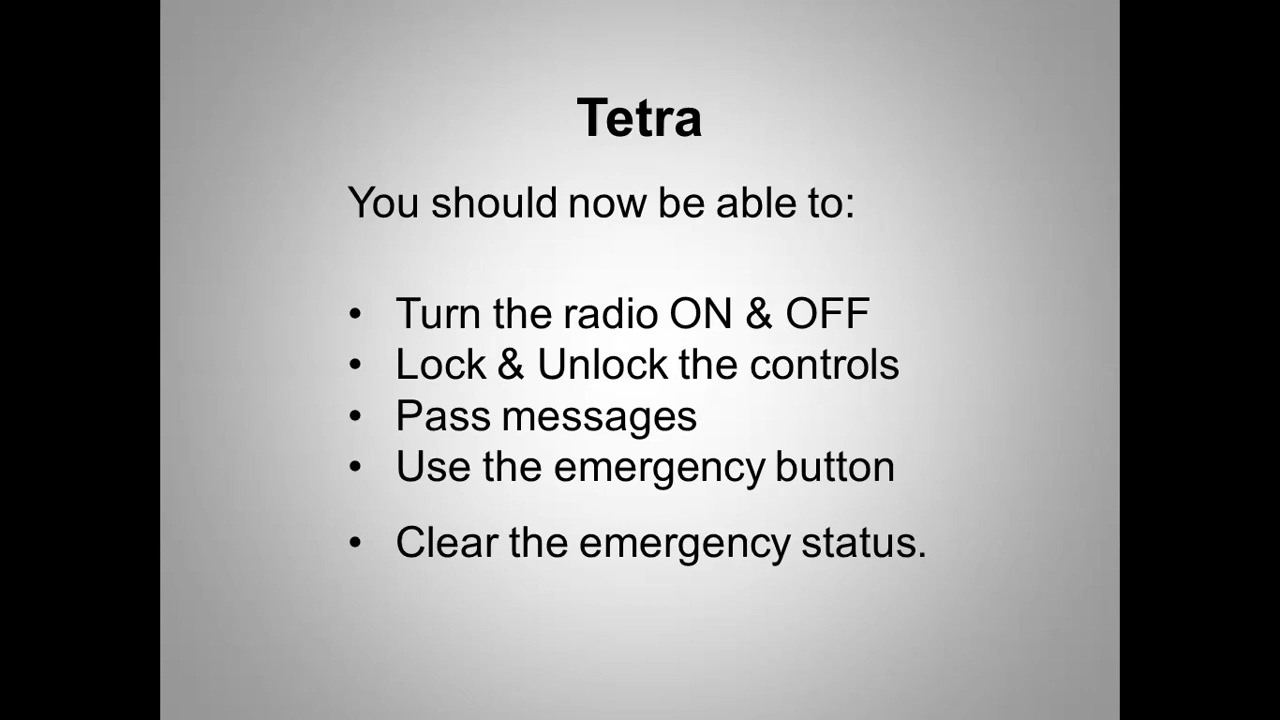 Tetra
You should now be able to:
• Turn the radio ON & OFF
• Lock & Unlock the controls
• Pass messages
• Use the emergency button
• Clear the emergency status.